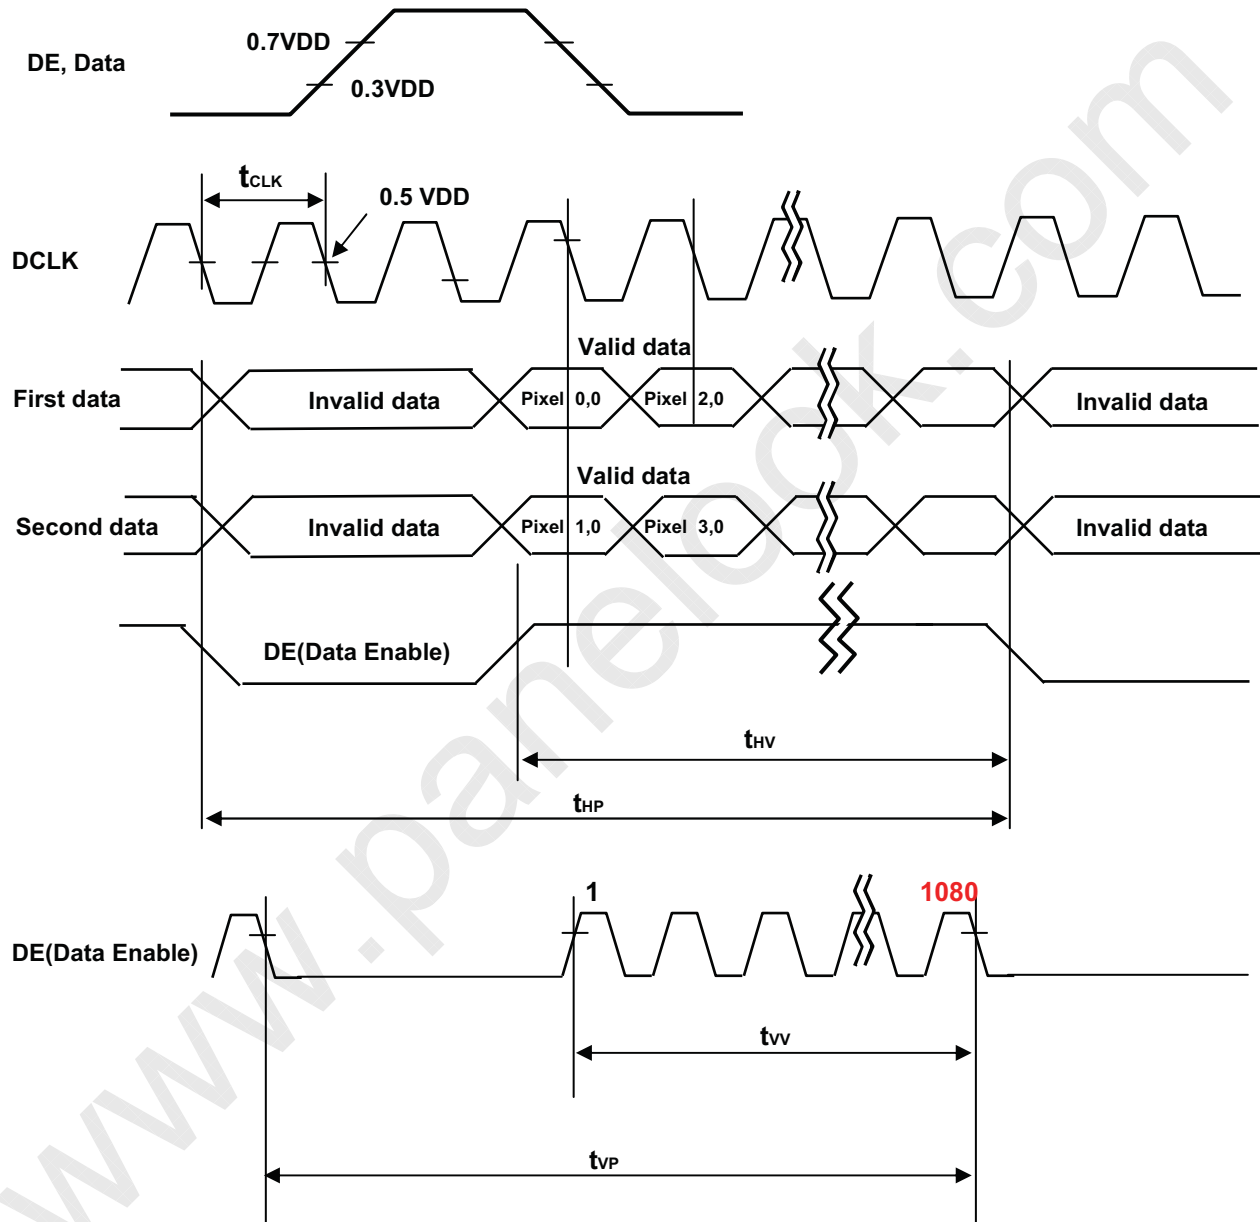 0.7VDD
DE, Data
0.3VDD
tCLK
0.5 VDD
DCLK
Valid data
First data
Invalid data
Pixel 0,0
Pixel 2,0
Invalid data
Valid data
Second data
Invalid data
Pixel 1,0
Pixel 3,0
Invalid data
DE(Data Enable)
tHV
tHP
1
1080
DE(Data Enable)
tVV
tVP
www.panelook.com